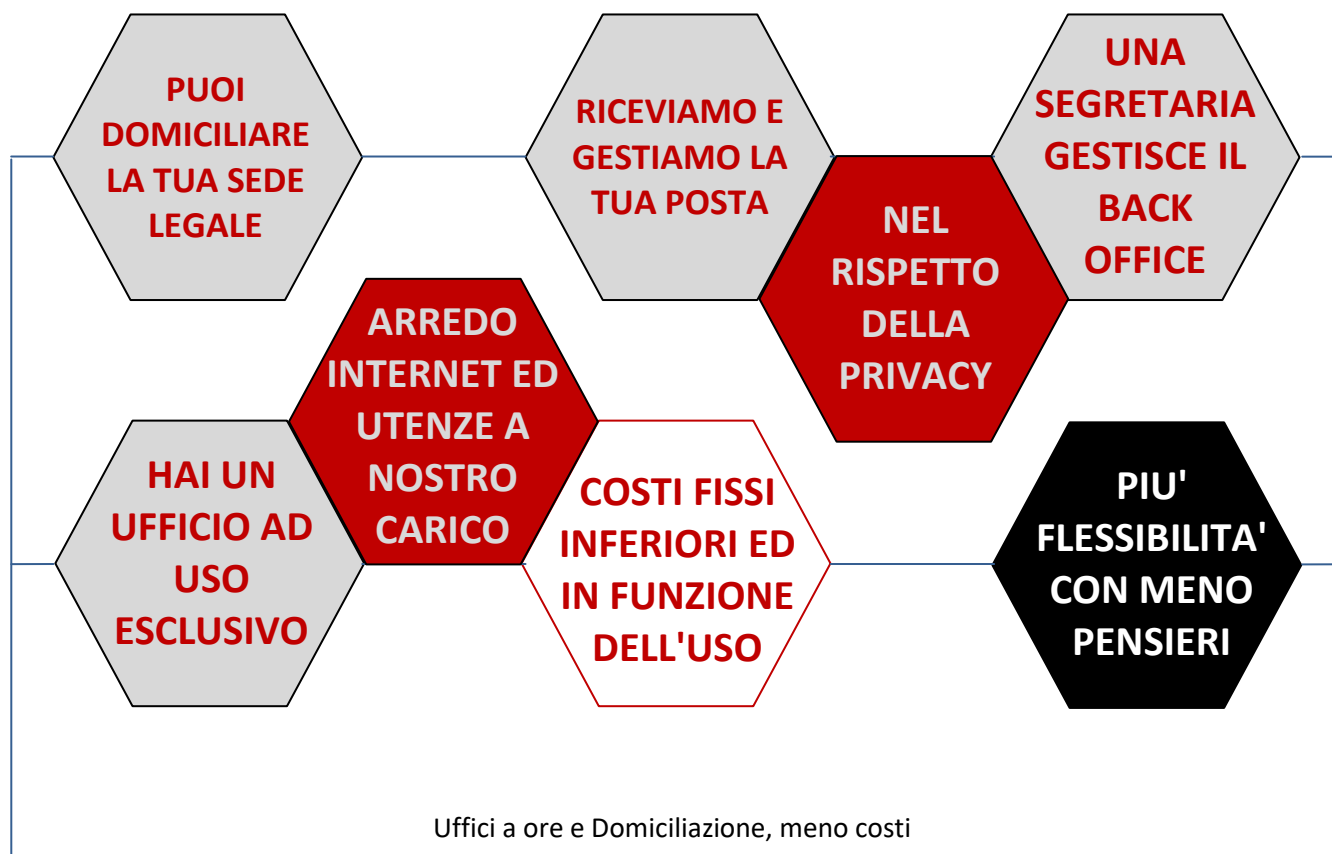 PUOI
DOMICILIARE
LA TUA SEDE
LEGALE
RICEVIAMO E
GESTIAMO LA
TUA POSTA
NEL
RISPETTO
DELLA
PRIVACY
UNA
SEGRETARIA
GESTISCE IL
BACK
OFFICE
HAI UN
UFFICIO AD
USO
ESCLUSIVO
ARREDO
INTERNET ED
UTENZE A
NOSTRO
CARICO
COSTI FISSI
INFERIORI ED
IN FUNZIONE
DELL'USO
PIU'
FLESSIBILITA'
CON MENO
PENSIERI
Uffici a ore e Domiciliazione, meno costi